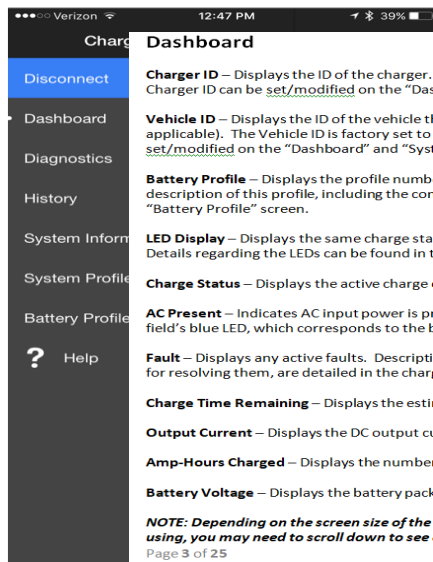 Verizon 12:47 PM 39%
Charg
Disconnect
Dashboard
Diagnostics
History
System Inform
System Profile
Battery Profile
? Help
Dashboard
Charger ID – Displays the ID of the charger.
Charger ID can be set/modified on the “Das
Vehicle ID – Displays the ID of the vehicle th
applicable). The Vehicle ID is factory set to
set/modified on the “Dashboard” and “Syst
Battery Profile – Displays the profile numb
description of this profile, including the cor
“Battery Profile” screen.
LED Display – Displays the same charge sta
Details regarding the LEDs can be found in t
Charge Status – Displays the active charge
AC Present – Indicates AC input power is pr
field’s blue LED, which corresponds to the b
Fault – Displays any active faults. Descripti
for resolving them, are detailed in the char
Charge Time Remaining – Displays the esti
Output Current – Displays the DC output cu
Amp-Hours Charged – Displays the number
Battery Voltage – Displays the battery pack
NOTE: Depending on the screen size of the
using, you may need to scroll down to see
Page 3 of 25